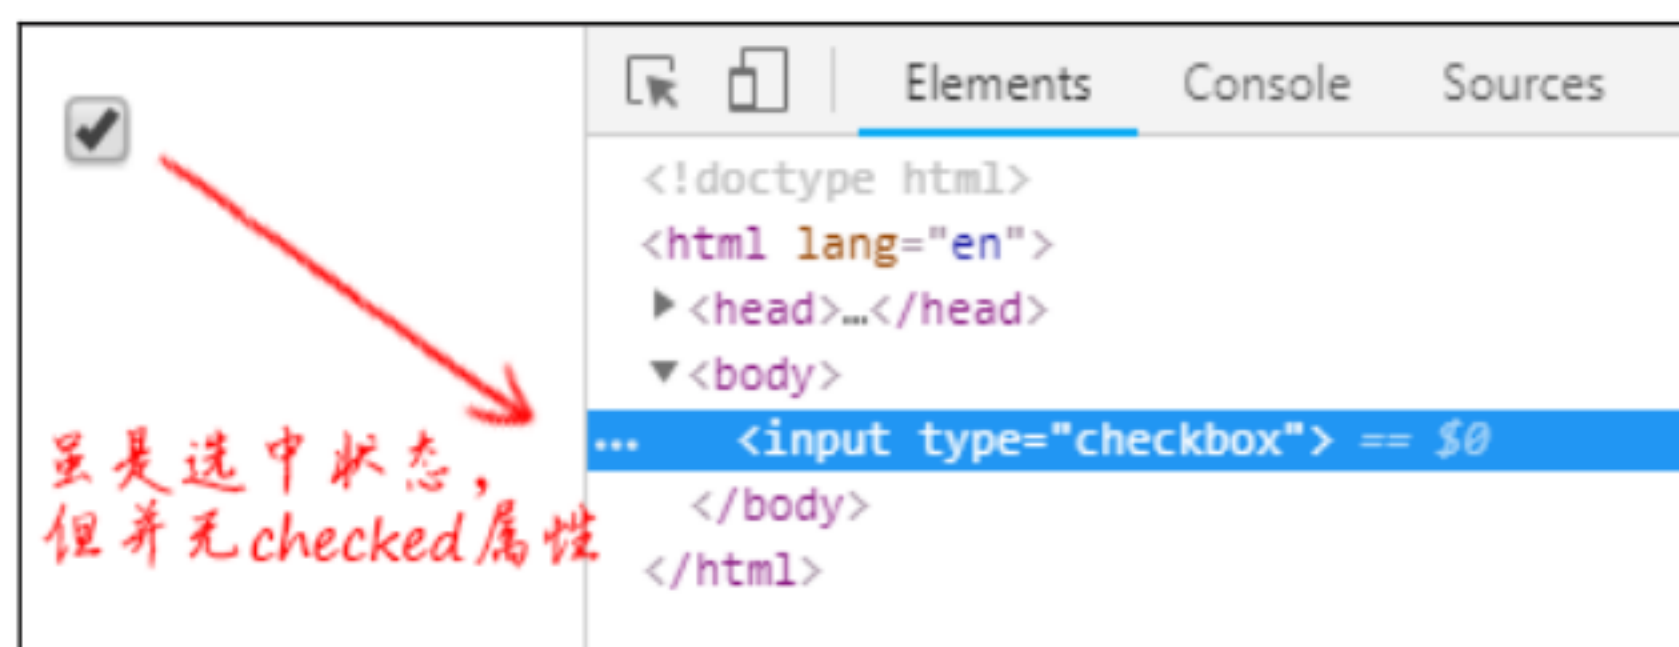 Elements Console Sources
<!doctype html>
<html lang="en">
<head>…</head>
<body>
... <input type="checkbox"> == $0
</body>
</html>
虽是选中状态，
但并无checked属性